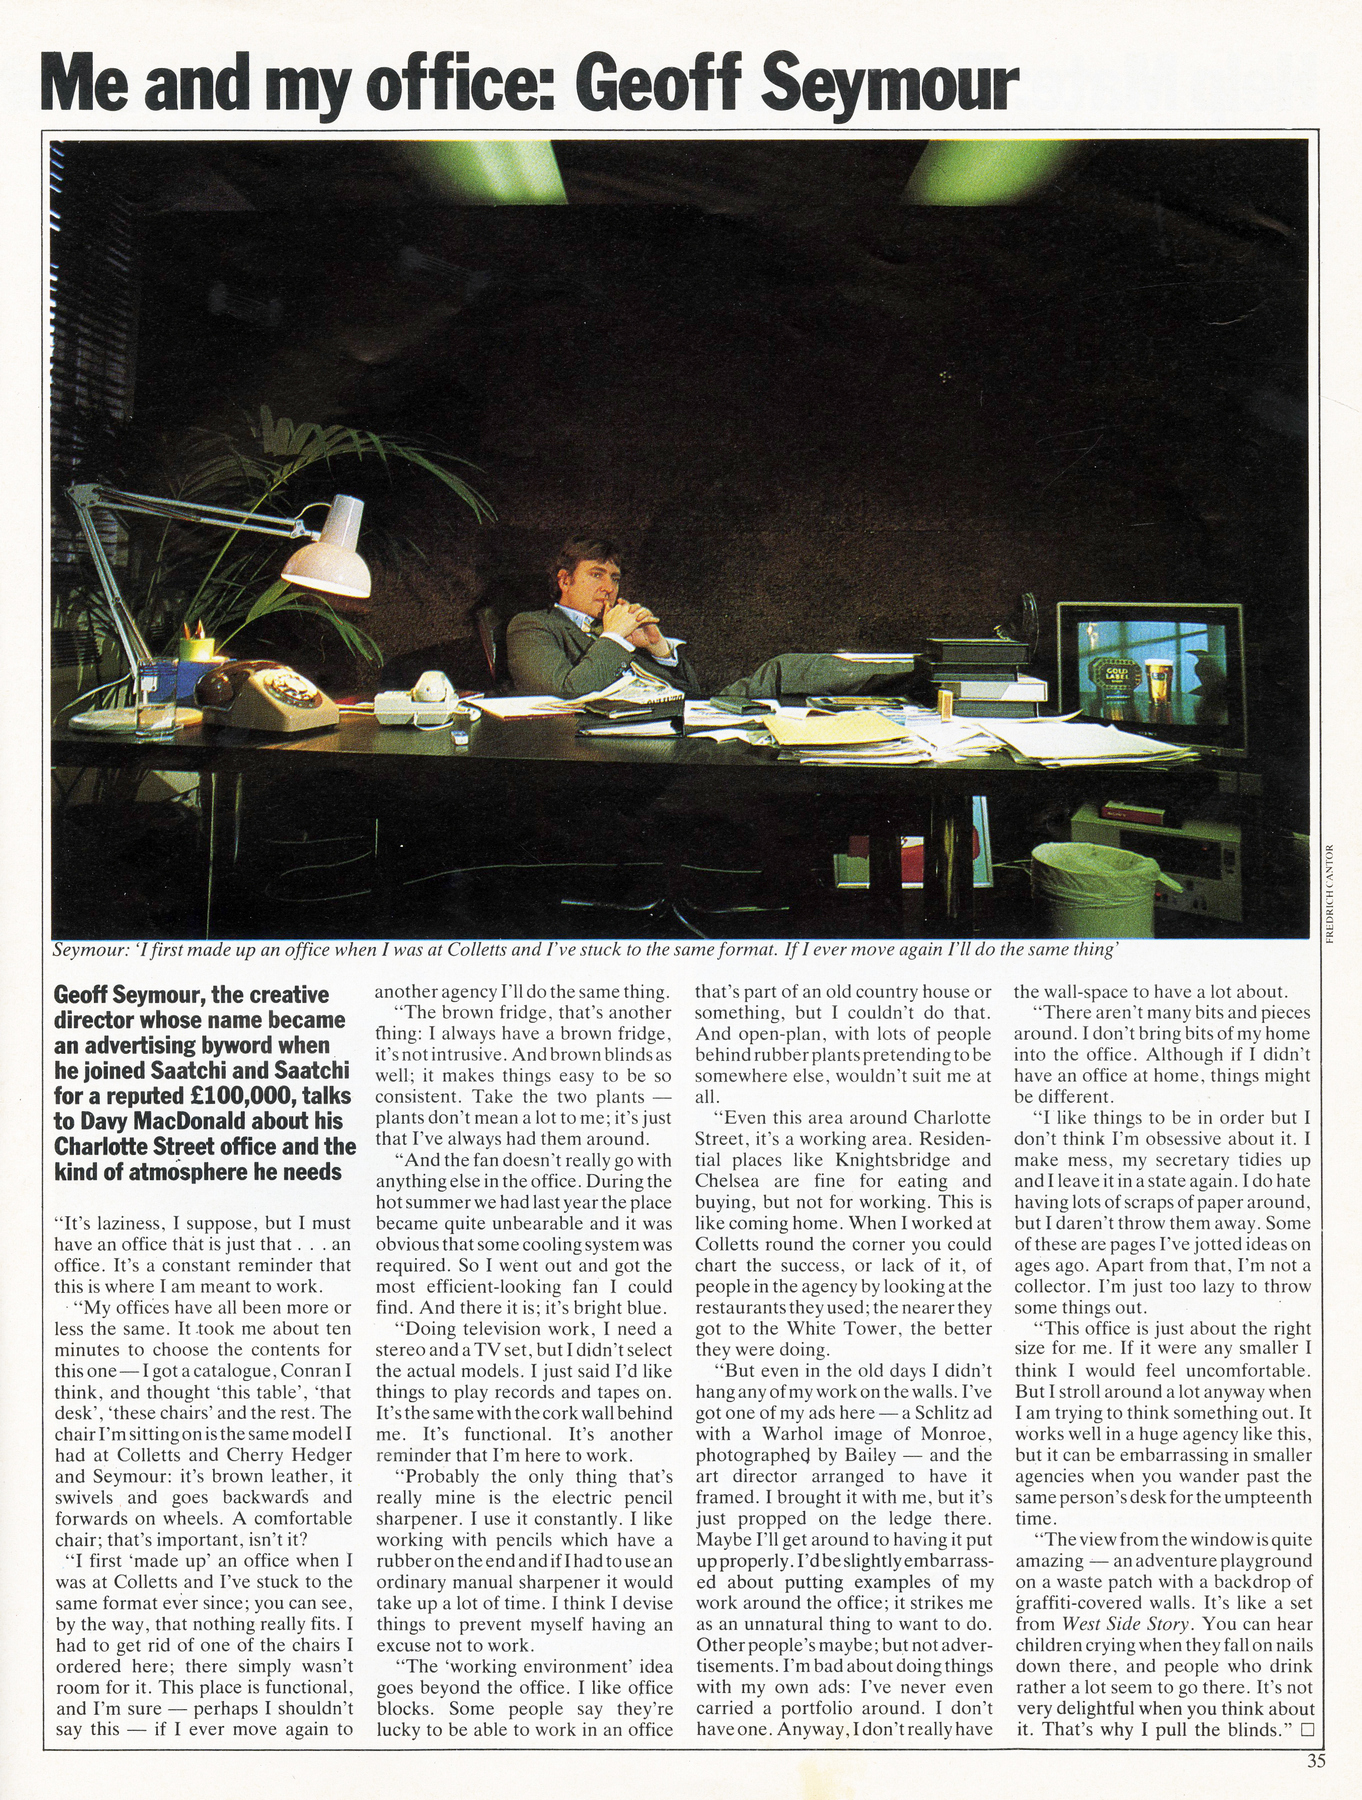 Me and my office: Geoff Seymour
GOLD
LABEL
FREDRICH CANTOR
Seymour: ‘I first made up an office when I was at Colletts and I've stuck to the same format. If I ever move again I'll do the same thing’
Geoff Seymour, the creative
director whose name became
an advertising byword when
he joined Saatchi and Saatchi
for a reputed £100,000, talks
to Davy MacDonald about his
Charlotte Street office and the
kind of atmosphere he needs
“It's laziness, I suppose, but I must
have an office that is just that . . . an
office. It's a constant reminder that
this is where I am meant to work.
“My offices have all been more or
less the same. It took me about ten
minutes to choose the contents for
this one — I got a catalogue, Conran I
think, and thought ‘this table’, ‘that
desk’, ‘these chairs’ and the rest. The
chair I'm sitting on is the same model I
had at Colletts and Cherry Hedger
and Seymour: it's brown leather, it
swivels and goes backwards and
forwards on wheels. A comfortable
chair; that's important, isn't it?
“I first ‘made up’ an office when I
was at Colletts and I've stuck to the
same format ever since; you can see,
by the way, that nothing really fits. I
had to get rid of one of the chairs I
ordered here; there simply wasn't
room for it. This place is functional,
and I'm sure — perhaps I shouldn't
say this — if I ever move again to
another agency I'll do the same thing.
“The brown fridge, that's another
thing: I always have a brown fridge,
it's not intrusive. And brown blinds as
well; it makes things easy to be so
consistent. Take the two plants —
plants don't mean a lot to me; it's just
that I've always had them around.
“And the fan doesn't really go with
anything else in the office. During the
hot summer we had last year the place
became quite unbearable and it was
obvious that some cooling system was
required. So I went out and got the
most efficient-looking fan I could
find. And there it is; it's bright blue.
“Doing television work, I need a
stereo and a TV set, but I didn't select
the actual models. I just said I'd like
things to play records and tapes on.
It's the same with the cork wall behind
me. It's functional. It's another
reminder that I'm here to work.
“Probably the only thing that's
really mine is the electric pencil
sharpener. I use it constantly. I like
working with pencils which have a
rubber on the end and if I had to use an
ordinary manual sharpener it would
take up a lot of time. I think I devise
things to prevent myself having an
excuse not to work.
“The ‘working environment’ idea
goes beyond the office. I like office
blocks. Some people say they're
lucky to be able to work in an office
that's part of an old country house or
something, but I couldn't do that.
And open-plan, with lots of people
behind rubber plants pretending to be
somewhere else, wouldn't suit me at
all.
“Even this area around Charlotte
Street, it's a working area. Residen-
tial places like Knightsbridge and
Chelsea are fine for eating and
buying, but not for working. This is
like coming home. When I worked at
Colletts round the corner you could
chart the success, or lack of it, of
people in the agency by looking at the
restaurants they used; the nearer they
got to the White Tower, the better
they were doing.
“But even in the old days I didn't
hang any of my work on the walls. I've
got one of my ads here — a Schlitz ad
with a Warhol image of Monroe,
photographed by Bailey — and the
art director arranged to have it
framed. I brought it with me, but it's
just propped on the ledge there.
Maybe I'll get around to having it put
up properly. I'd be slightly embarrass-
ed about putting examples of my
work around the office; it strikes me
as an unnatural thing to want to do.
Other people's maybe; but not adver-
tisements. I'm bad about doing things
with my own ads: I've never even
carried a portfolio around. I don't
have one. Anyway, I don't really have
the wall-space to have a lot about.
“There aren't many bits and pieces
around. I don't bring bits of my home
into the office. Although if I didn't
have an office at home, things might
be different.
“I like things to be in order but I
don't think I'm obsessive about it. I
make mess, my secretary tidies up
and I leave it in a state again. I do hate
having lots of scraps of paper around,
but I daren't throw them away. Some
of these are pages I've jotted ideas on
ages ago. Apart from that, I'm not a
collector. I'm just too lazy to throw
some things out.
“This office is just about the right
size for me. If it were any smaller I
think I would feel uncomfortable.
But I stroll around a lot anyway when
I am trying to think something out. It
works well in a huge agency like this,
but it can be embarrassing in smaller
agencies when you wander past the
same person's desk for the umpteenth
time.
“The view from the window is quite
amazing — an adventure playground
on a waste patch with a backdrop of
graffiti-covered walls. It's like a set
from West Side Story. You can hear
children crying when they fall on nails
down there, and people who drink
rather a lot seem to go there. It's not
very delightful when you think about
it. That's why I pull the blinds.” □
35